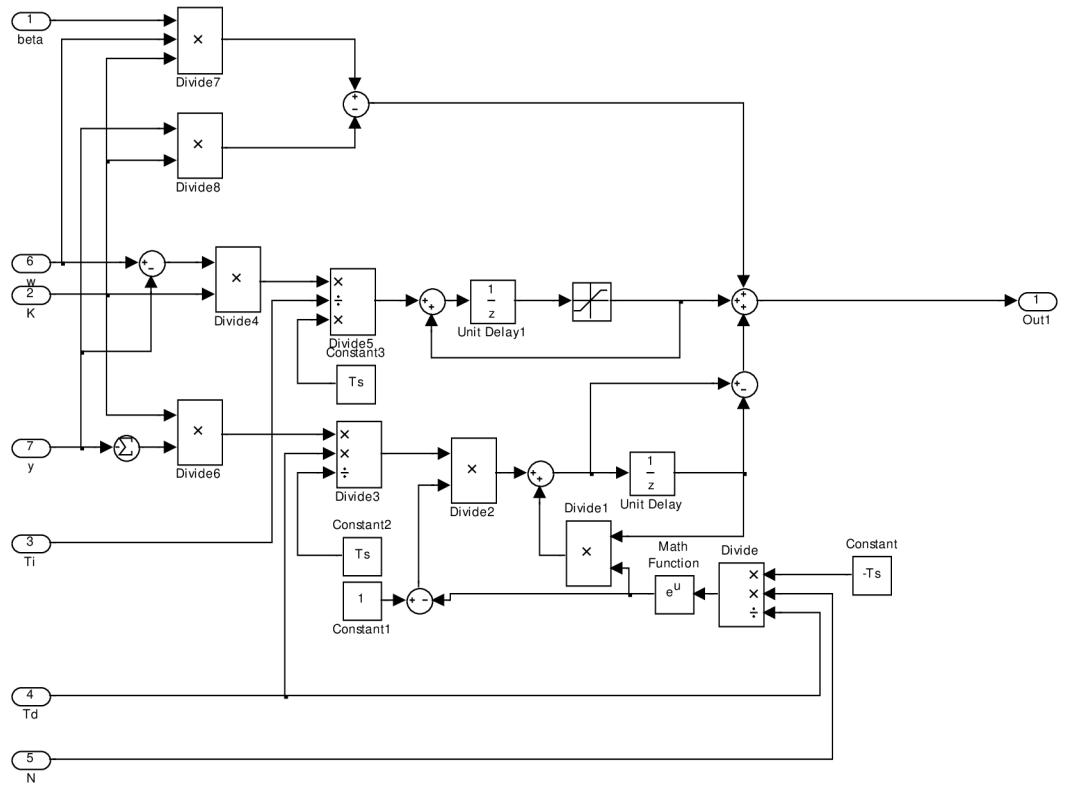 1
beta
×
Divide7
+
-
×
Divide8
6
w
2
K
+
-
×
Divide4
×
÷
×
Divide5
Constant3
Ts
+
+
1
z
Unit Delay1
+
+
+
1
Out1
+
-
7
y
-
Σ
×
Divide6
×
×
÷
Divide3
×
Divide2
+
+
1
z
Unit Delay
Divide1
×
Constant2
Ts
3
Ti
Math
Function
e^u
Divide
×
×
÷
Constant
-Ts
1
Constant1
+ -
4
Td
5
N